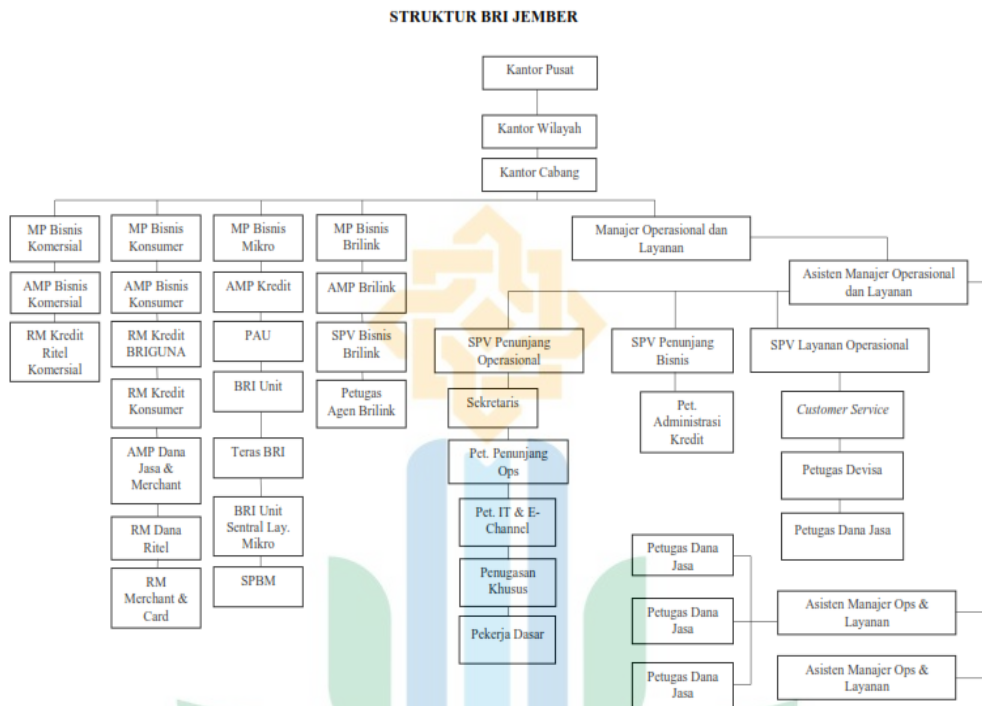 STRUKTUR BRI JEMBER
Kantor Pusat
Kantor Wilayah
Kantor Cabang
MP Bisnis
Komersial
AMP Bisnis
Komersial
RM Kredit
Ritel
Komersial
MP Bisnis
Konsumer
AMP Bisnis
Konsumer
RM Kredit
BRIGUNA
RM Kredit
Konsumer
AMP Dana
Jasa &
Merchant
RM Dana
Ritel
RM
Merchant &
Card
MP Bisnis
Mikro
AMP Kredit
PAU
BRI Unit
Teras BRI
BRI Unit
Sentral Lay.
Mikro
SPBM
MP Bisnis
Brilink
AMP Brilink
SPV Bisnis
Brilink
Petugas
Agen Brilink
Manajer Operasional dan
Layanan
Asisten Manajer Operasional
dan Layanan
SPV Penunjang
Operasional
Sekretaris
Pet. Penunjang
Ops
Pet. IT & E-
Channel
Penugasan
Khusus
Pekerja Dasar
SPV Penunjang
Bisnis
Pet.
Administrasi
Kredit
SPV Layanan Operasional
Customer Service
Petugas Devisa
Petugas Dana Jasa
Petugas Dana
Jasa
Petugas Dana
Jasa
Petugas Dana
Jasa
Asisten Manajer Ops &
Layanan
Asisten Manajer Ops &
Layanan